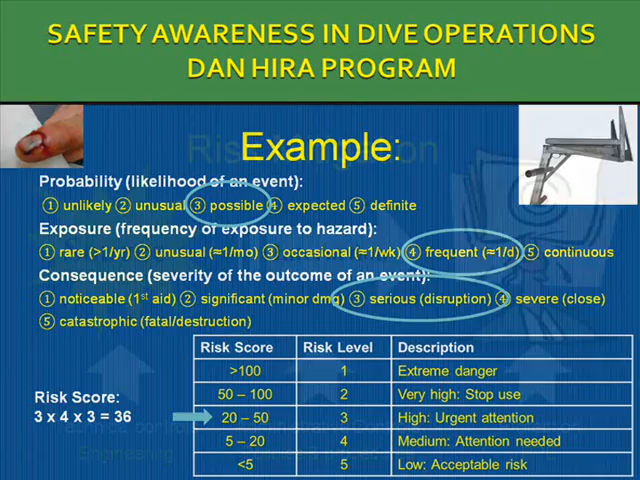 SAFETY AWARENESS IN DIVE OPERATIONS
DAN HIRA PROGRAM
Example:
Probability (likelihood of an event):
① unlikely ② unusual ③ possible ④ expected ⑤ definite
Exposure (frequency of exposure to hazard):
① rare (>1/yr) ② unusual (≈1/mo) ③ occasional (≈1/wk) ④ frequent (≈1/d) ⑤ continuous
Consequence (severity of the outcome of an event):
① noticeable (1st aid) ② significant (minor dmg) ③ serious (disruption) ④ severe (close)
⑤ catastrophic (fatal/destruction)
Risk Score Risk Level Description
>100 1 Extreme danger
50 – 100 2 Very high: Stop use
Risk Score:
3 x 4 x 3 = 36
20 – 50 3 High: Urgent attention
5 – 20 4 Medium: Attention needed
<5 5 Low: Acceptable risk
Engineering